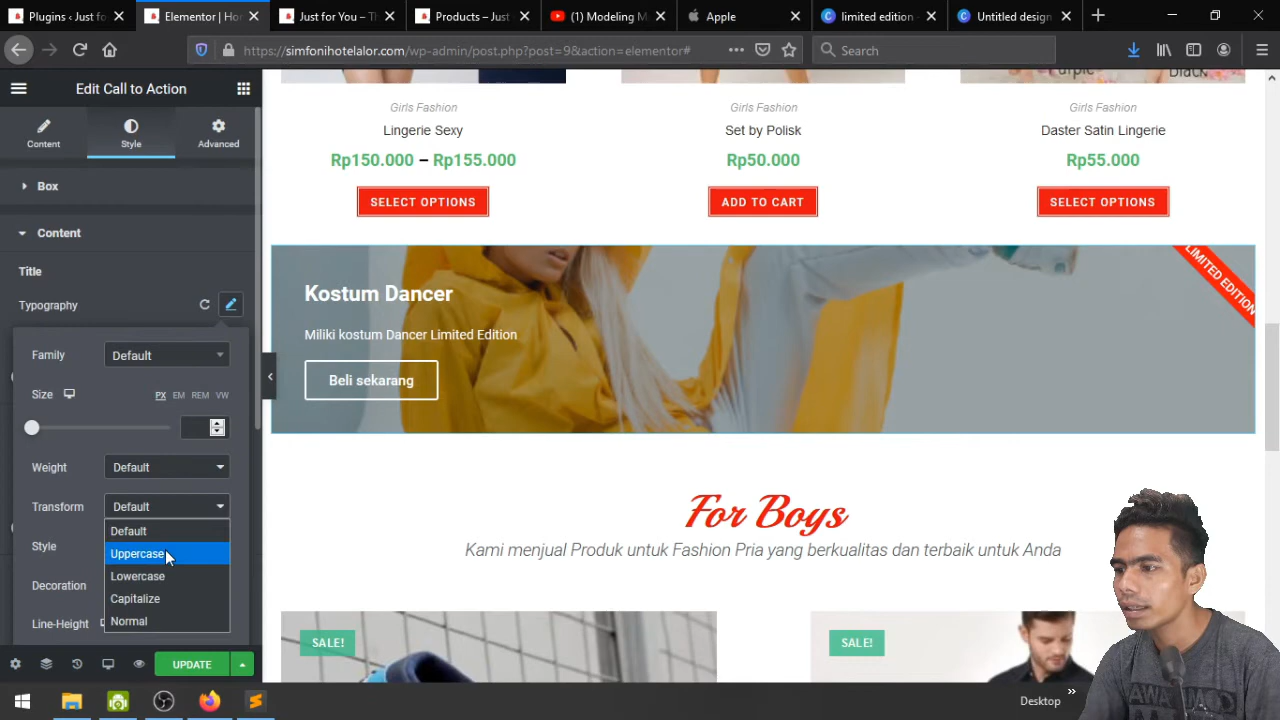 Plugins ‹ Just fo
Elementor | Ho
Just for You – Th
Products – Just
(1) Modeling M
Apple
limited edition -
Untitled design
https://simfonihotelalor.com/wp-admin/post.php?post=9&action=elementor#
Search
Edit Call to Action
Content
Style
Advanced
Box
Content
Title
Typography
Family
Default
Size
PX
EM
REM
VW
Weight
Default
Transform
Default
Default
Uppercase
Lowercase
Capitalize
Normal
Style
Decoration
Line-Height
UPDATE
Purple
Black
Girls Fashion
Girls Fashion
Girls Fashion
Lingerie Sexy
Set by Polisk
Daster Satin Lingerie
Rp150.000 – Rp155.000
Rp50.000
Rp55.000
SELECT OPTIONS
ADD TO CART
SELECT OPTIONS
LIMITED EDITION
Kostum Dancer
Miliki kostum Dancer Limited Edition
Beli sekarang
For Boys
Kami menjual Produk untuk Fashion Pria yang berkualitas dan terbaik untuk Anda
SALE!
SALE!
Desktop